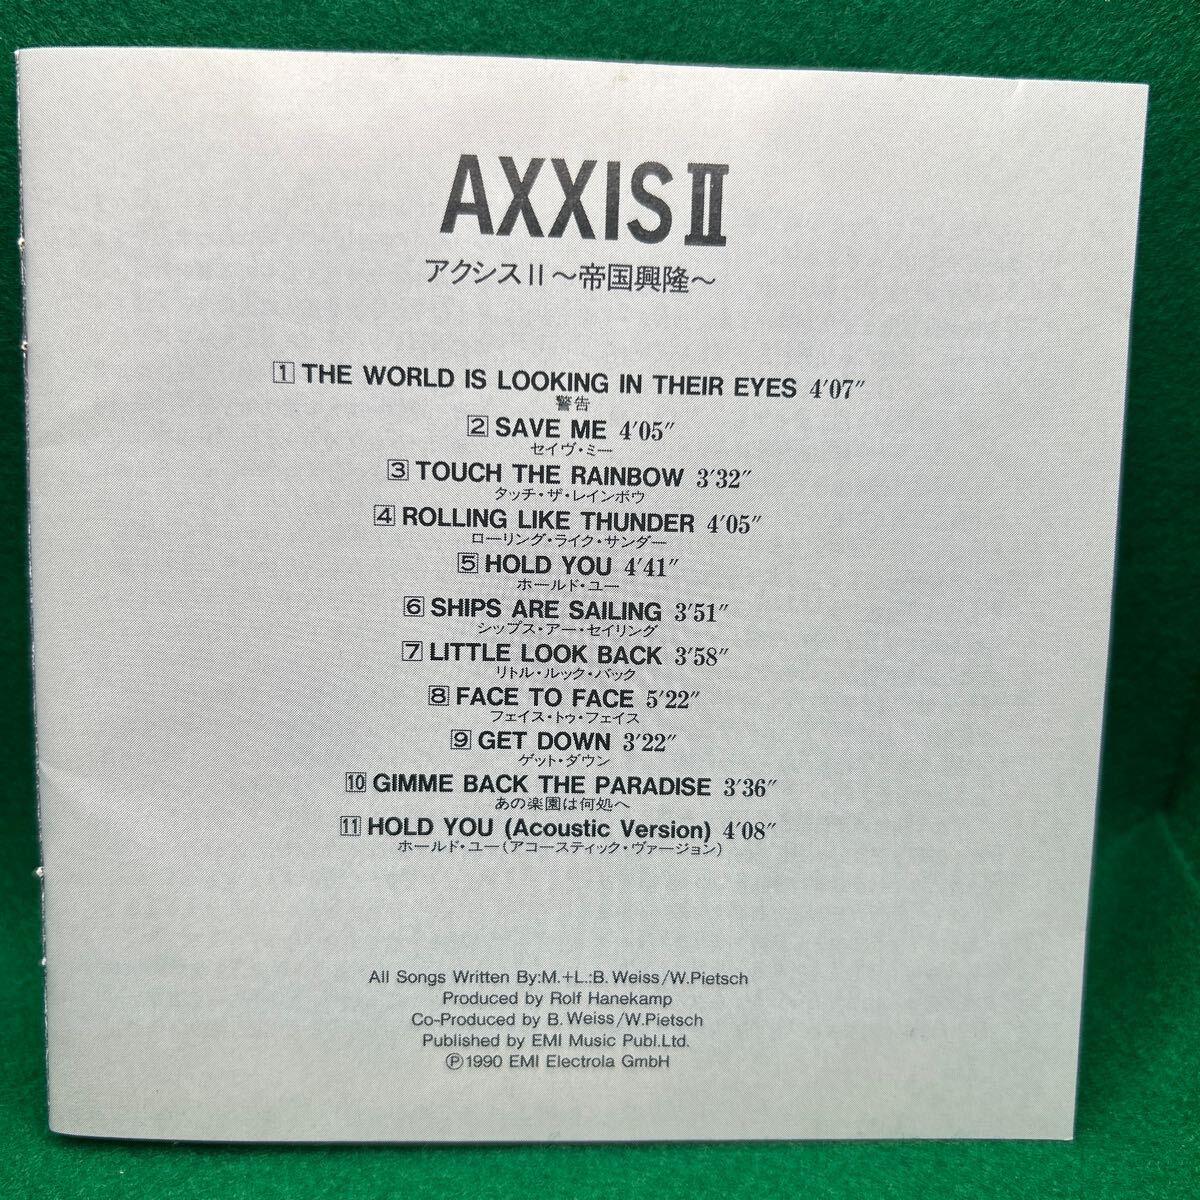 AXXIS II
アクシスII〜帝国興隆〜
1 THE WORLD IS LOOKING IN THEIR EYES 4'07"
警告
2 SAVE ME 4'05"
セイヴ・ミー
3 TOUCH THE RAINBOW 3'32"
タッチ・ザ・レインボウ
4 ROLLING LIKE THUNDER 4'05"
ローリング・ライク・サンダー
5 HOLD YOU 4'41"
ホールド・ユー
6 SHIPS ARE SAILING 3'51"
シップス・アー・セイリング
7 LITTLE LOOK BACK 3'58"
リトル・ルック・バック
8 FACE TO FACE 5'22"
フェイス・トゥ・フェイス
9 GET DOWN 3'22"
ゲット・ダウン
10 GIMME BACK THE PARADISE 3'36"
あの楽園は何処へ
11 HOLD YOU (Acoustic Version) 4'08"
ホールド・ユー(アコースティック・ヴァージョン)
All Songs Written By:M.+L.:B. Weiss/W.Pietsch
Produced by Rolf Hanekamp
Co-Produced by B. Weiss/W.Pietsch
Published by EMI Music Publ.Ltd.
℗1990 EMI Electrola GmbH